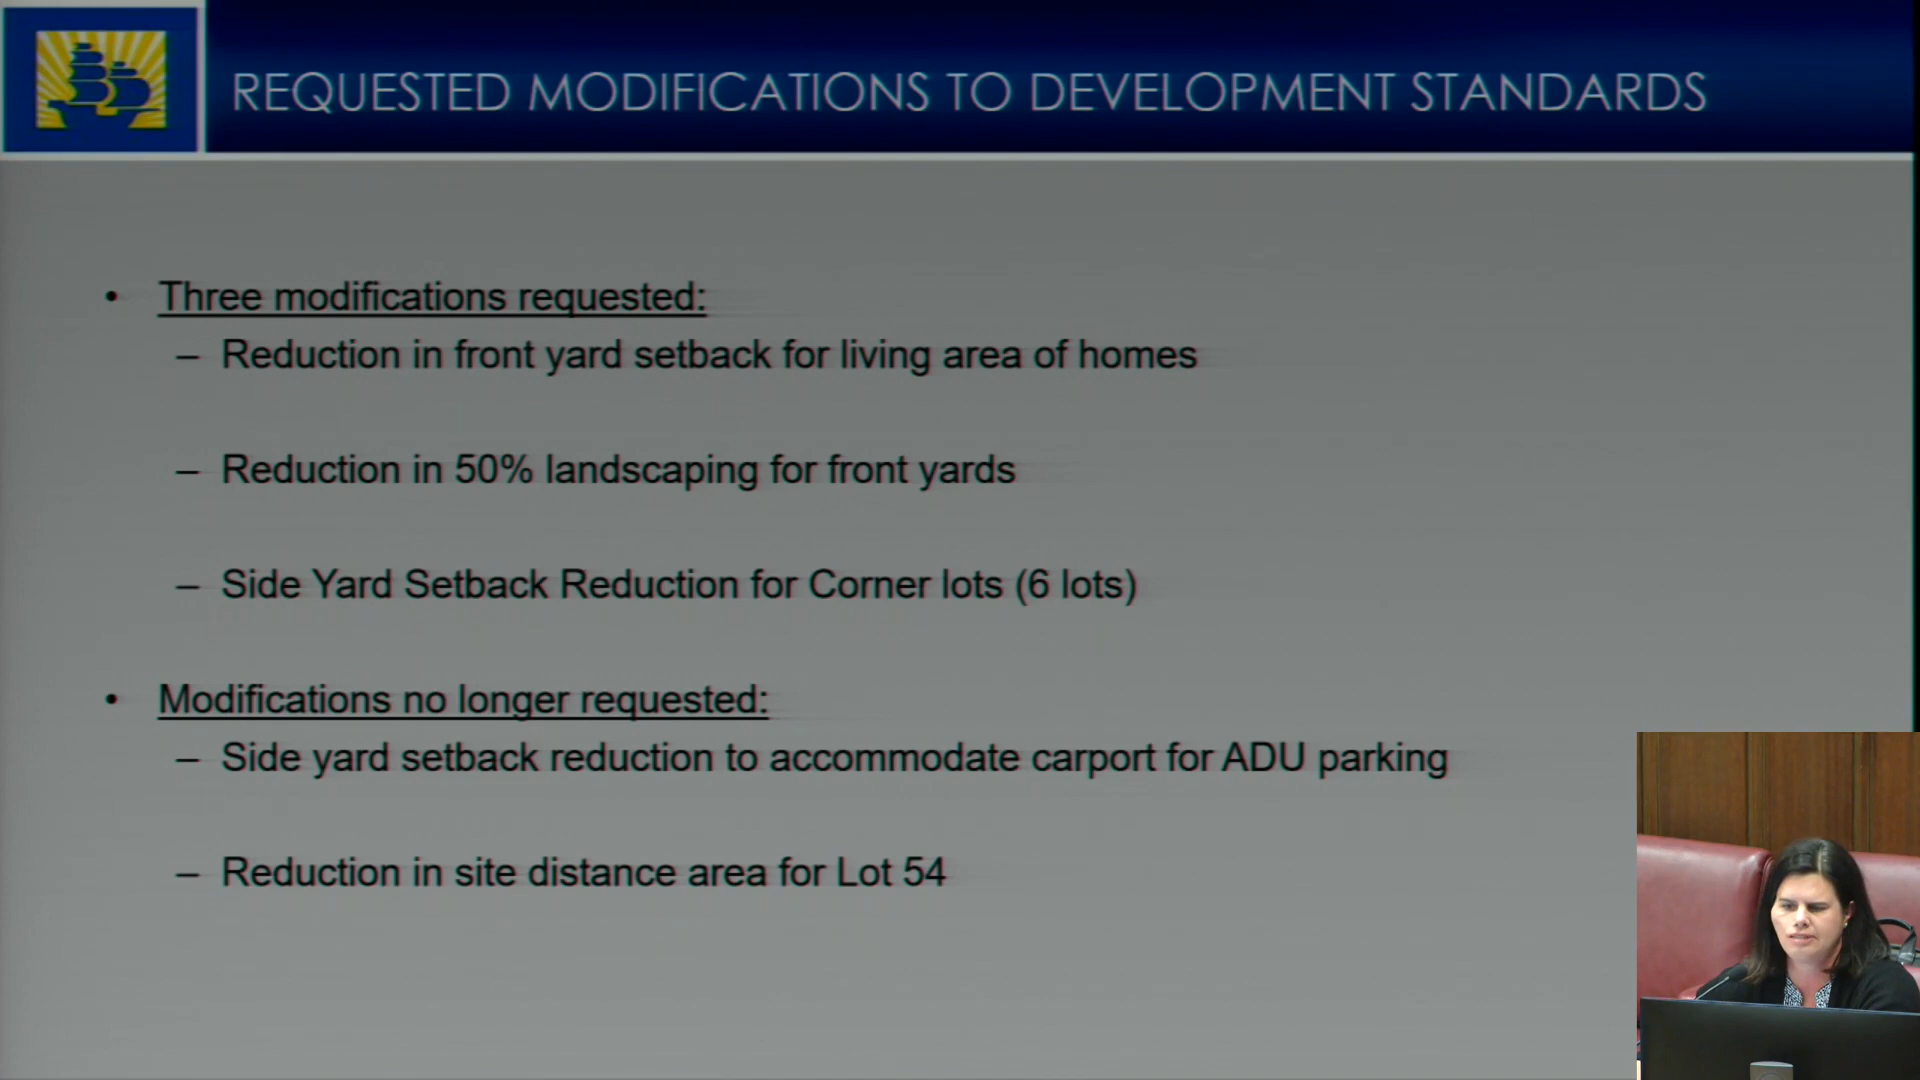 REQUESTED MODIFICATIONS TO DEVELOPMENT STANDARDS
• Three modifications requested:
– Reduction in front yard setback for living area of homes
– Reduction in 50% landscaping for front yards
– Side Yard Setback Reduction for Corner lots (6 lots)
• Modifications no longer requested:
– Side yard setback reduction to accommodate carport for ADU parking
– Reduction in site distance area for Lot 54